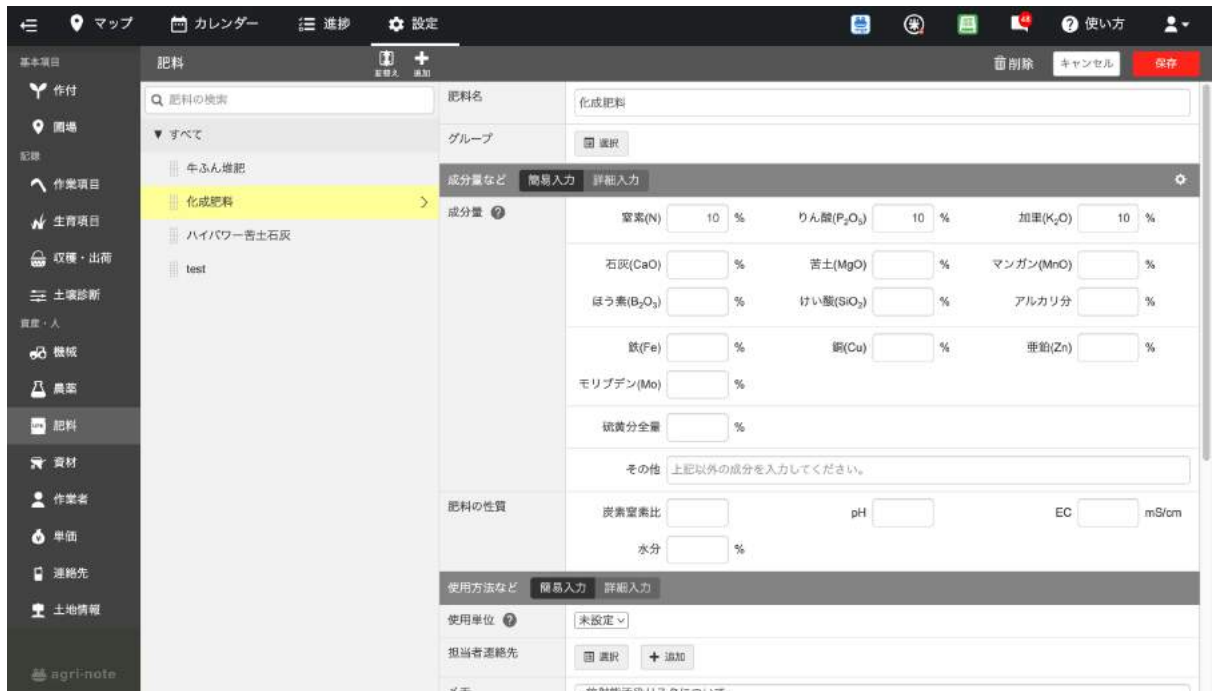 マップ カレンダー 進捗 設定 使い方
基本項目 肥料 並替え 追加 削除 キャンセル 保存
作付
圃場
記録
作業項目
生育項目
収穫・出荷
土壌診断
資産・人
機械
農薬
肥料
資材
作業者
単価
連絡先
土地情報
agri-note
肥料の検索
▼ すべて
牛ふん堆肥
化成肥料
ハイパワー苦土石灰
test
肥料名 化成肥料
グループ 選択
成分量など 簡易入力 詳細入力
成分量 窒素(N) 10 % りん酸(P₂O₅) 10 % 加里(K₂O) 10 %
石灰(CaO) % 苦土(MgO) % マンガン(MnO) %
ほう素(B₂O₃) % けい酸(SiO₂) % アルカリ分 %
鉄(Fe) % 銅(Cu) % 亜鉛(Zn) %
モリブデン(Mo) %
硫黄分全量 %
その他 上記以外の成分を入力してください。
肥料の性質 炭素窒素比 pH EC mS/cm
水分 %
使用方法など 簡易入力 詳細入力
使用単位 未設定
担当者連絡先 選択 追加